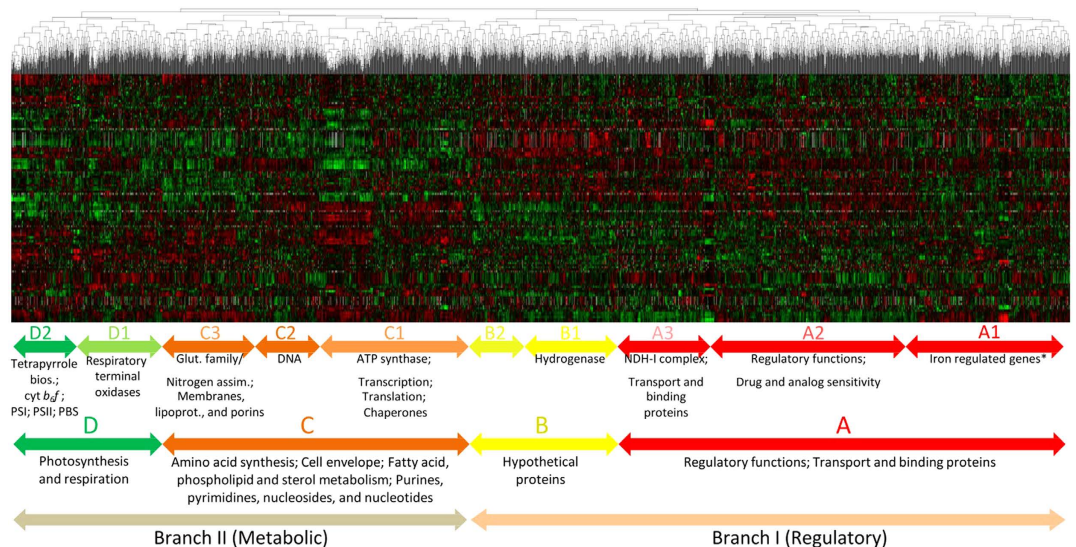 D2 D1 C3 C2 C1 B2 B1 A3 A2 A1
Tetrapyrrole
bios.;
cyt b₆f ;
PSI; PSII; PBS
Respiratory
terminal
oxidases
Glut. family/
Nitrogen assim.;
Membranes,
lipoprot., and porins
DNA
ATP synthase;
Transcription;
Translation;
Chaperones
Hydrogenase
NDH-I complex;
Transport and
binding
proteins
Regulatory functions;
Drug and analog sensitivity
Iron regulated genes*
D C B A
Photosynthesis
and respiration
Amino acid synthesis; Cell envelope; Fatty acid,
phospholipid and sterol metabolism; Purines,
pyrimidines, nucleosides, and nucleotides
Hypothetical
proteins
Regulatory functions; Transport and binding proteins
Branch II (Metabolic)
Branch I (Regulatory)